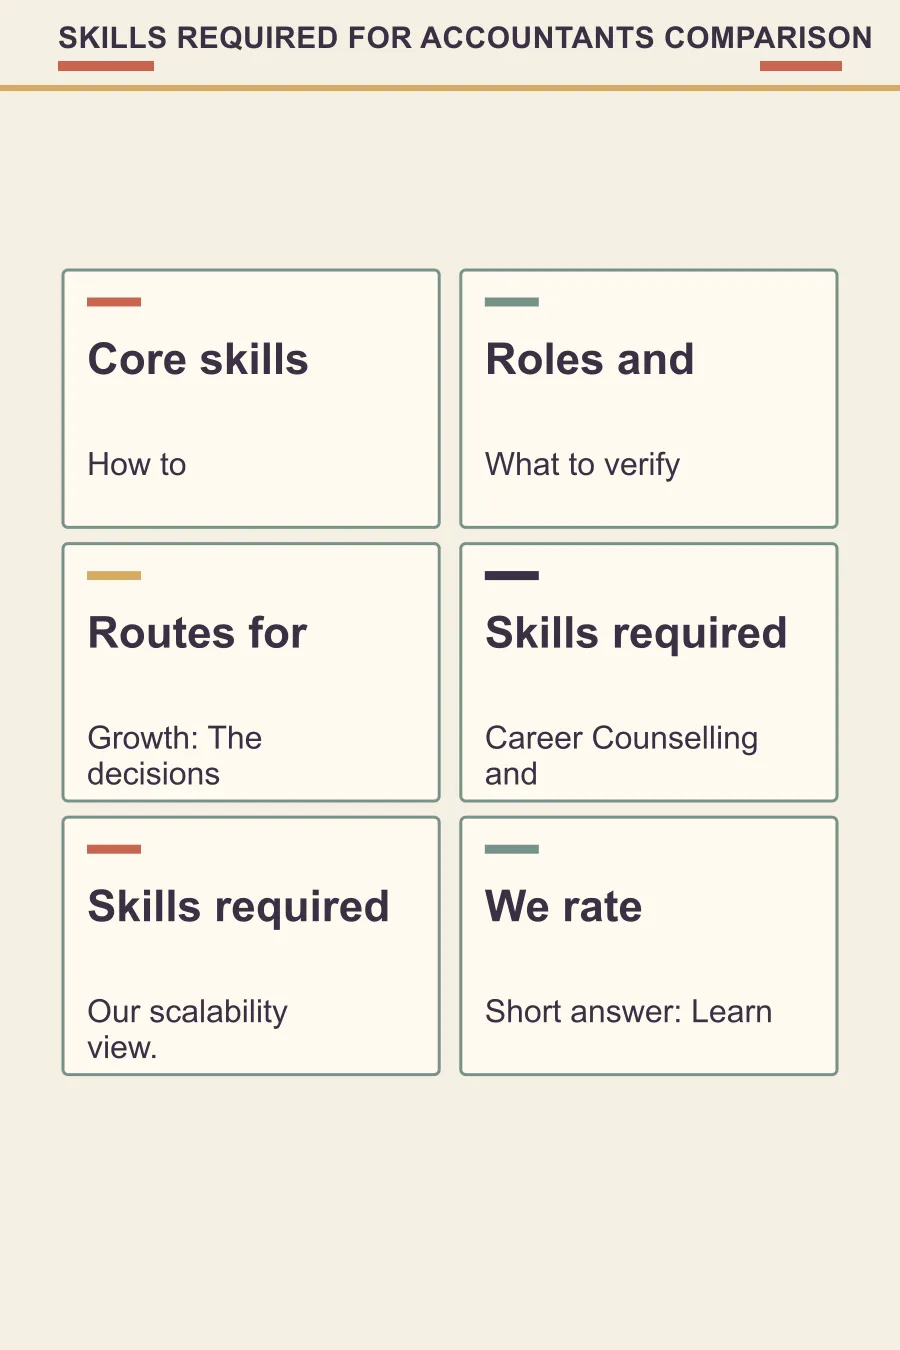 SKILLS REQUIRED FOR ACCOUNTANTS COMPARISON
Core skills
How to
Roles and
What to verify
Routes for
Growth: The
decisions
Skills required
Career Counselling
and
Skills required
Our scalability
view.
We rate
Short answer: Learn